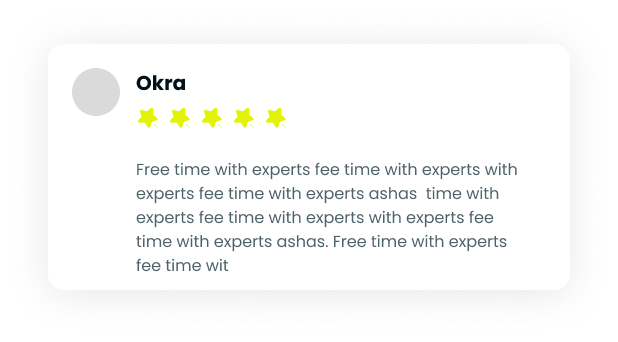 Okra
Free time with experts fee time with experts with
experts fee time with experts ashas  time with
experts fee time with experts with experts fee
time with experts ashas. Free time with experts
fee time wit